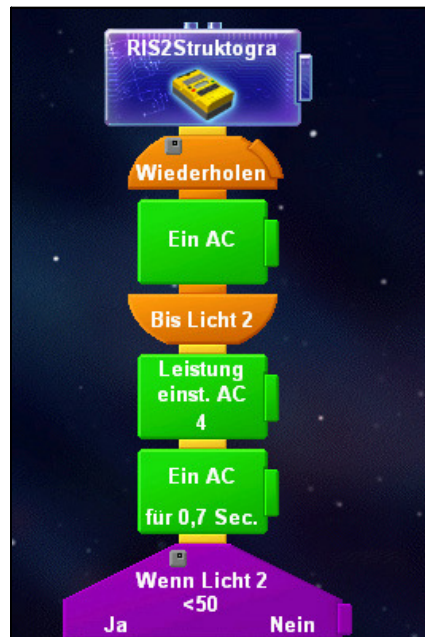 RIS2Struktogra
Wiederholen
Ein AC
Bis Licht 2
Leistung
einst. AC
4
Ein AC
für 0,7 Sec.
Wenn Licht 2
<50
Ja Nein